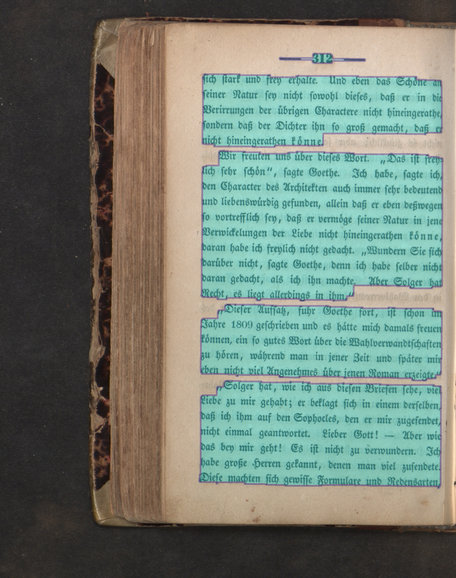 312
sich stark und frey erhalte. Und eben das Schöne an
seiner Natur sey nicht sowohl dieses, daß er in die
Verirrungen der übrigen Charactere nicht hineingerathe,
sondern daß der Dichter ihn so groß gemacht, daß er
nicht hineingerathen könne.
Wir freuten uns über dieses Wort. „Das ist frey-
lich sehr schön“, sagte Goethe. Ich habe, sagte ich,
den Character des Architekten auch immer sehr bedeutend
und liebenswürdig gefunden, allein daß er eben deßwegen
so vortrefflich sey, daß er vermöge seiner Natur in jene
Verwickelungen der Liebe nicht hineingerathen könne,
daran habe ich freylich nicht gedacht. „Wundern Sie sich
darüber nicht, sagte Goethe, denn ich habe selber nicht
daran gedacht, als ich ihn machte. Aber Solger hat
Recht, es liegt allerdings in ihm.“
„Dieser Aufsatz, fuhr Goethe fort, ist schon im
Jahre 1809 geschrieben und es hätte mich damals freuen
können, ein so gutes Wort über die Wahlverwandtschaften
zu hören, während man in jener Zeit und später mir
eben nicht viel Angenehmes über jenen Roman erzeigte.“
„Solger hat, wie ich aus diesen Briefen sehe, viel
Liebe zu mir gehabt; er beklagt sich in einem derselben,
daß ich ihm auf den Sophocles, den er mir zugesendet,
nicht einmal geantwortet. Lieber Gott! — Aber wie
das bey mir geht! Es ist nicht zu verwundern. Ich
habe große Herren gekannt, denen man viel zusendete.
Diese machten sich gewisse Formulare und Redensarten,